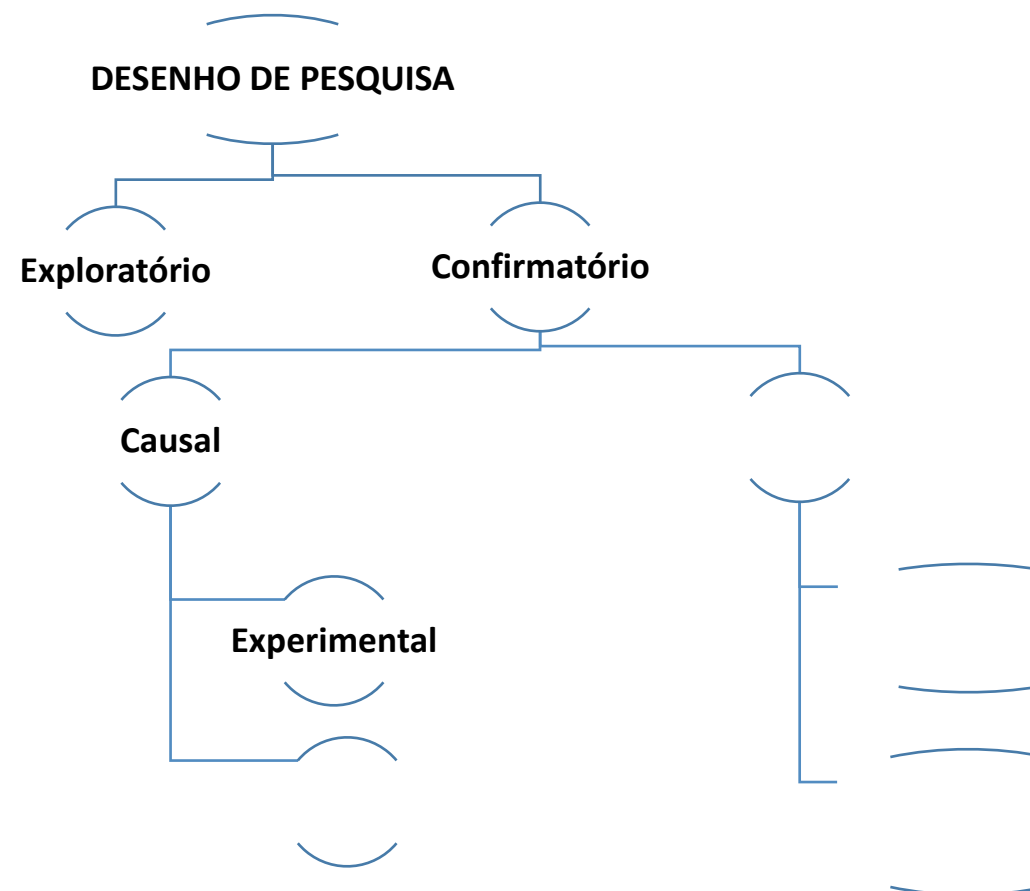 DESENHO DE PESQUISA
Exploratório
Confirmatório
Causal
Experimental